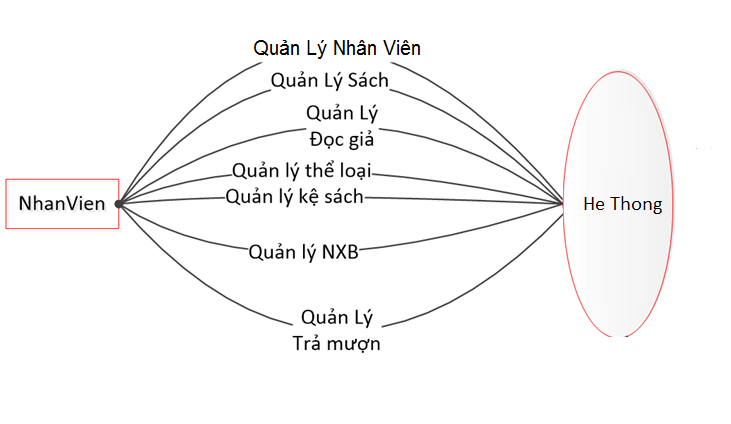 Quản Lý Nhân Viên
Quản Lý Sách
Quản Lý
Đọc giả
Quản lý thể loại
Quản lý kệ sách
NhanVien
He Thong
Quản lý NXB
Quản Lý
Trả mượn